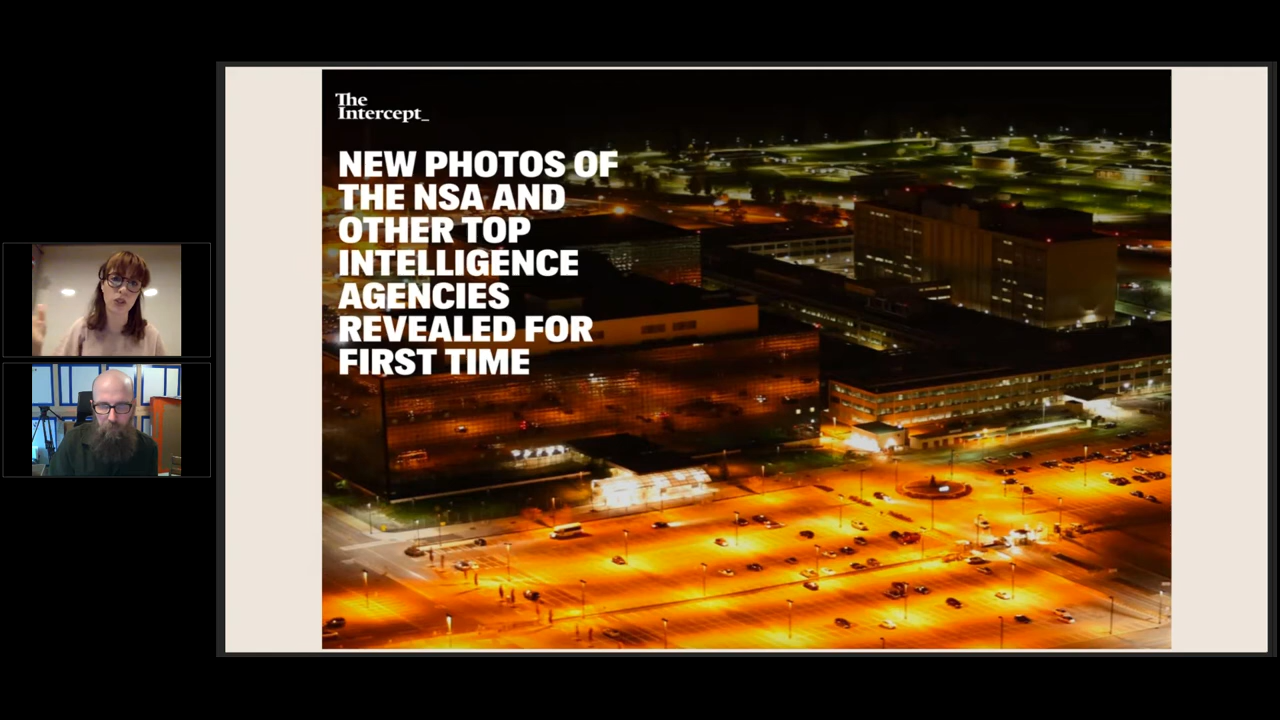 The
Intercept_
NEW PHOTOS OF
THE NSA AND
OTHER TOP
INTELLIGENCE
AGENCIES
REVEALED FOR
FIRST TIME